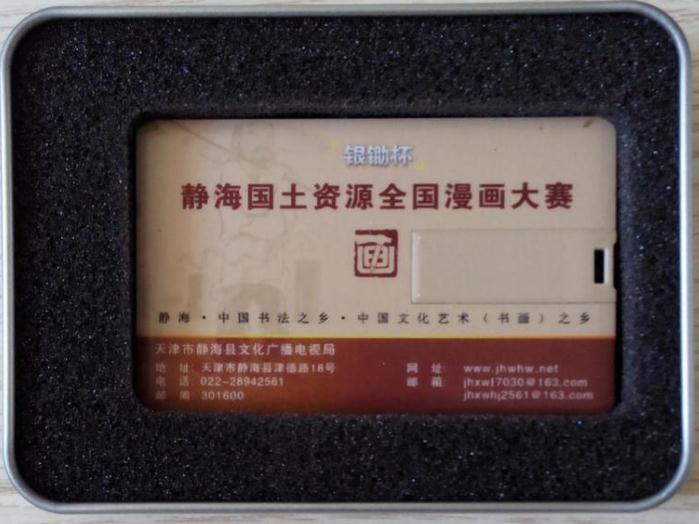 “银锄杯”
静海国土资源全国漫画大赛
画
静海·中国书法之乡·中国文化艺术（书画）之乡
天津市静海县文化广播电视局
地 址: 天津市静海县津德路18号
电 话 022-28942561
邮 编 301600
网 址: www.jhwhw.net
邮 箱: jhxwl7030@163.com
jhxwhj2561@163.com